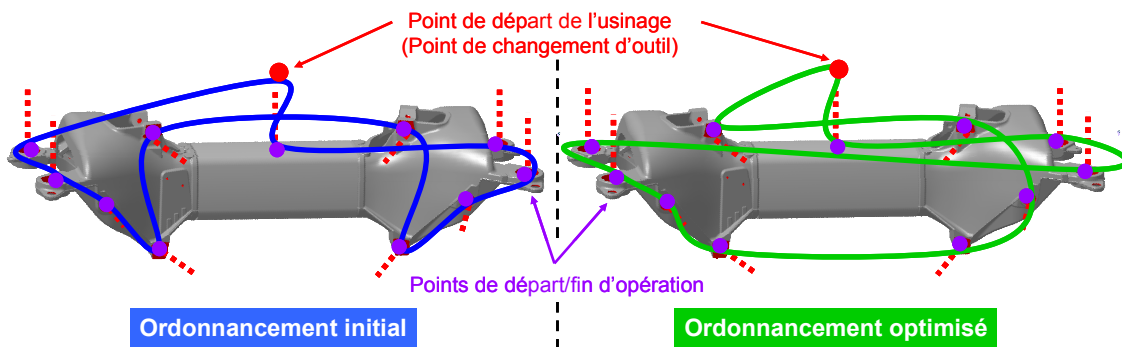 Point de départ de l’usinage
(Point de changement d’outil)
Points de départ/fin d’opération
Ordonnancement initial
Ordonnancement optimisé